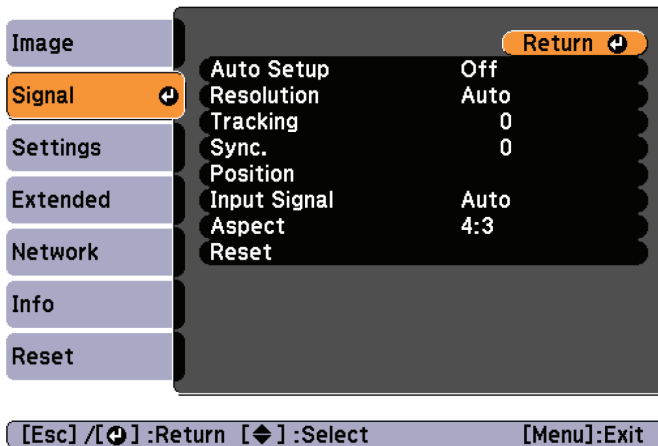 Image
Signal
Settings
Extended
Network
Info
Reset
Return
Auto Setup Off
Resolution Auto
Tracking 0
Sync. 0
Position
Input Signal Auto
Aspect 4:3
Reset
[Esc] /[⏎] :Return [◆] :Select [Menu]:Exit